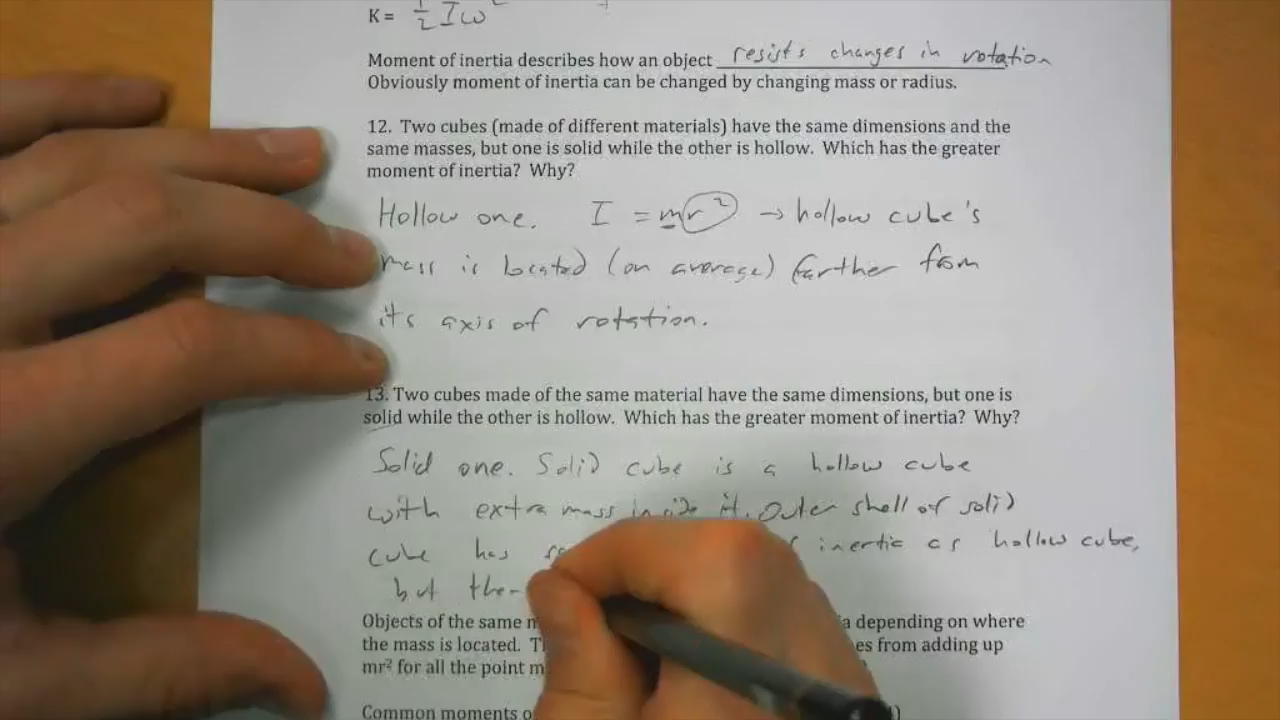 K = ½ Iω²
Moment of inertia describes how an object resists changes in rotation
Obviously moment of inertia can be changed by changing mass or radius.
12. Two cubes (made of different materials) have the same dimensions and the
same masses, but one is solid while the other is hollow. Which has the greater
moment of inertia? Why?
Hollow one. I = mr² → hollow cube's
mass is located (on average) farther from
its axis of rotation.
13. Two cubes made of the same material have the same dimensions, but one is
solid while the other is hollow. Which has the greater moment of inertia? Why?
Solid one. Solid cube is a hollow cube
with extra mass inside it. Outer shell of solid
cube has inertia as hollow cube,
but
Objects of the same depending on where
the mass is located. es from adding up
mr² for all the point
Common moments